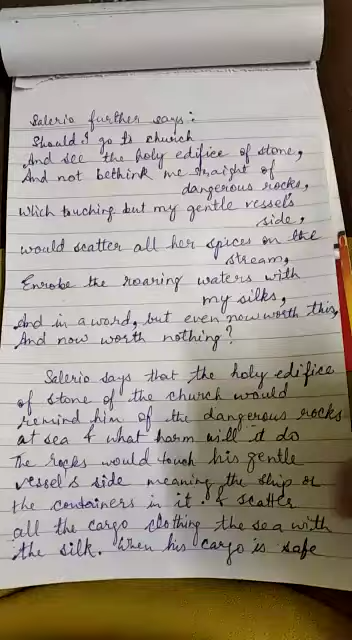 Salerio further says:
Should I go to church
And see the holy edifice of stone,
And not bethink me straight of
dangerous rocks,
Which touching but my gentle vessel's
side,
would scatter all her spices on the
stream,
Enrobe the roaring waters with
my silks,
And in a word, but even now worth this,
And now worth nothing?
Salerio says that the holy edifice
of stone of the church would
remind him of the dangerous rocks
at sea & what harm will it do
The rocks would touch his gentle
vessel's side meaning the ship or
the containers in it. & scatter
all the cargo clothing the sea with
the silk. When his cargo is safe